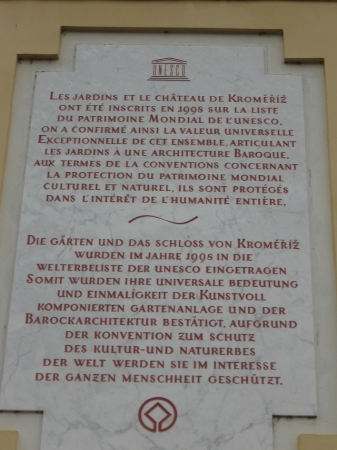 UNESCO
LES JARDINS ET LE CHÂTEAU DE KROMĚŘÍŽ
ONT ÉTÉ INSCRITS EN 1998 SUR LA LISTE
DU PATRIMOINE MONDIAL DE L'UNESCO,
ON A CONFIRMÉ AINSI LA VALEUR UNIVERSELLE
EXCEPTIONNELLE DE CET ENSEMBLE, ARTICULANT
LES JARDINS À UNE ARCHITECTURE BAROQUE,
AUX TERMES DE LA CONVENTIONS CONCERNANT
LA PROTECTION DU PATRIMOINE MONDIAL
CULTUREL ET NATUREL, ILS SONT PROTÉGÉS
DANS L'INTÉRÊT DE L'HUMANITÉ ENTIÈRE,
DIE GÄRTEN UND DAS SCHLOSS VON KROMĚŘÍŽ
WURDEN IM JAHRE 1998 IN DIE
WELTERBELISTE DER UNESCO EINGETRAGEN
SOMIT WURDEN IHRE UNIVERSALE BEDEUTUNG
UND EINMALIGKEIT DER KUNSTVOLL
KOMPONIERTEN GARTENANLAGE UND DER
BAROCKARCHITEKTUR BESTÄTIGT, AUFGRUND
DER KONVENTION ZUM SCHUTZ
DES KULTUR-UND NATURERBES
DER WELT WERDEN SIE IM INTERESSE
DER GANZEN MENSCHHEIT GESCHÜTZT.